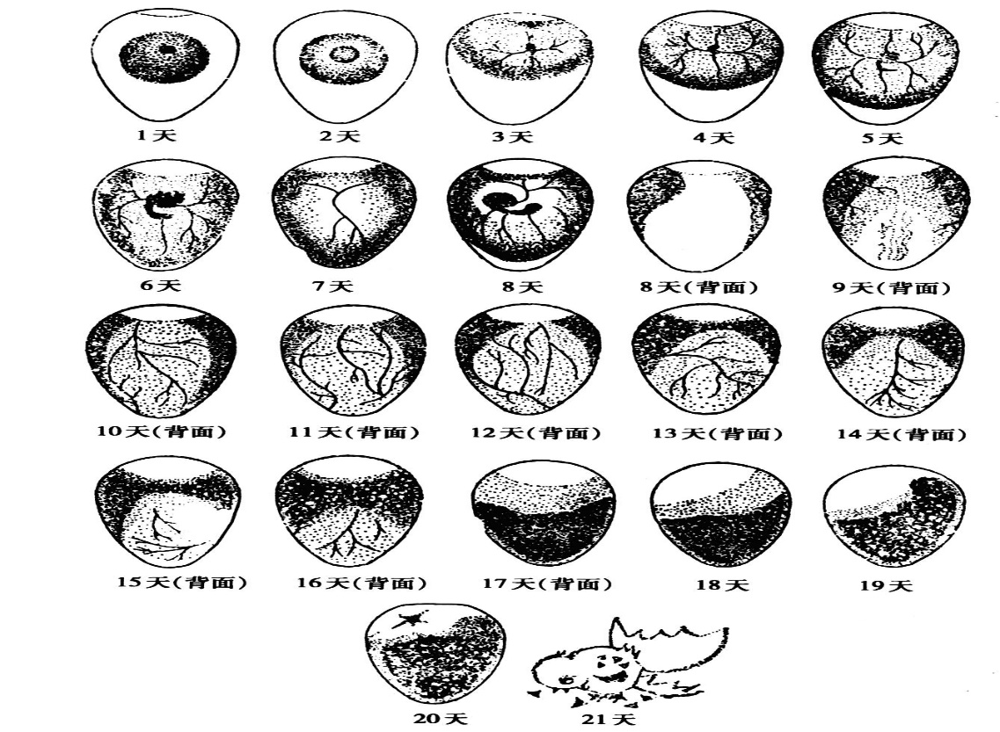 1天 2天 3天 4天 5天
6天 7天 8天 8天(背面) 9天(背面)
10天(背面) 11天(背面) 12天(背面) 13天(背面) 14天(背面)
15天(背面) 16天(背面) 17天(背面) 18天 19天
20天 21天